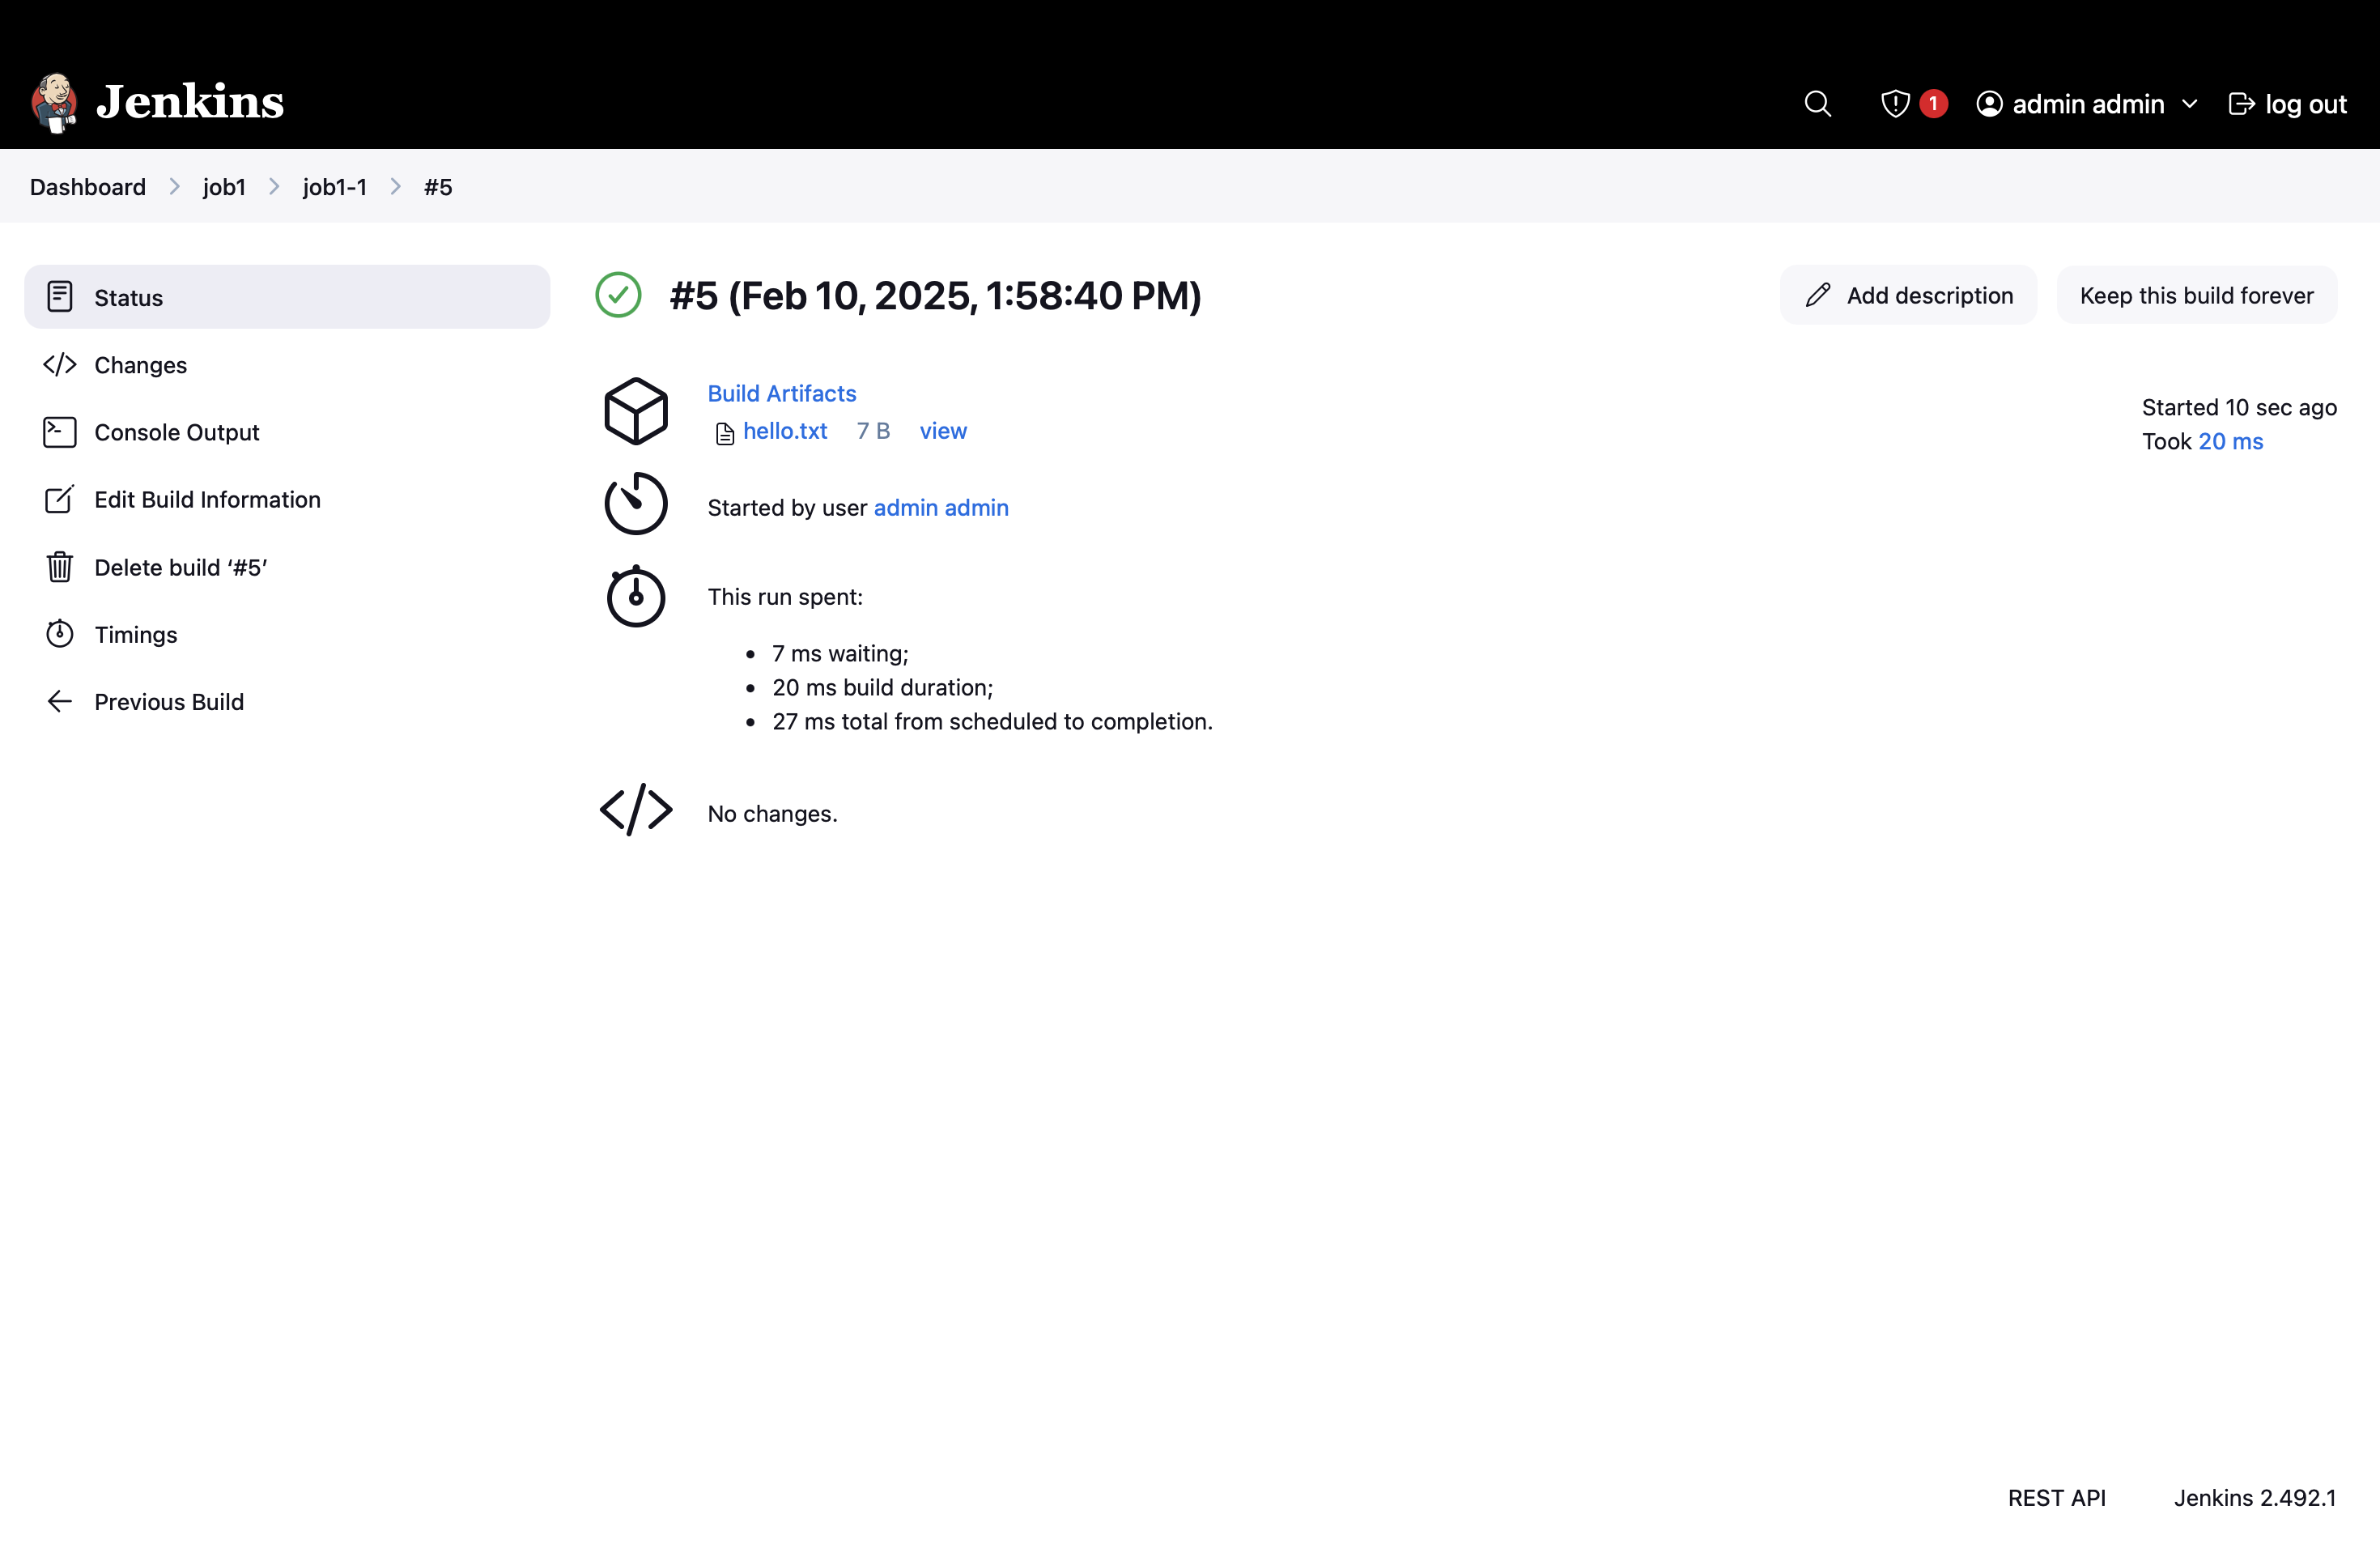 Jenkins
1
admin admin
log out
Dashboard
job1
job1-1
#5
Status
Changes
Console Output
Edit Build Information
Delete build ‘#5’
Timings
Previous Build
#5 (Feb 10, 2025, 1:58:40 PM)
Add description
Keep this build forever
Build Artifacts
hello.txt 7 B view
Started 10 sec ago
Took 20 ms
Started by user admin admin
This run spent:
7 ms waiting;
20 ms build duration;
27 ms total from scheduled to completion.
No changes.
REST API
Jenkins 2.492.1